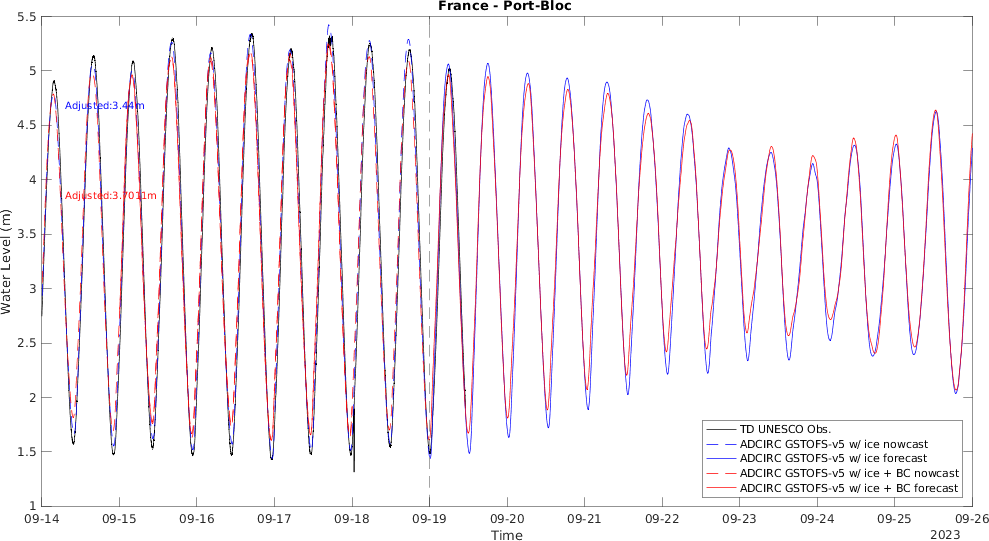 France - Port-Bloc
5.5
5
4.5
4
3.5
3
2.5
2
1.5
1
Water Level (m)
Adjusted:3.44m
Adjusted:3.7011m
TD UNESCO Obs.
ADCIRC GSTOFS-v5 w/ ice nowcast
ADCIRC GSTOFS-v5 w/ ice forecast
ADCIRC GSTOFS-v5 w/ ice + BC nowcast
ADCIRC GSTOFS-v5 w/ ice + BC forecast
09-14 09-15 09-16 09-17 09-18 09-19 09-20 09-21 09-22 09-23 09-24 09-25 09-26
Time
2023